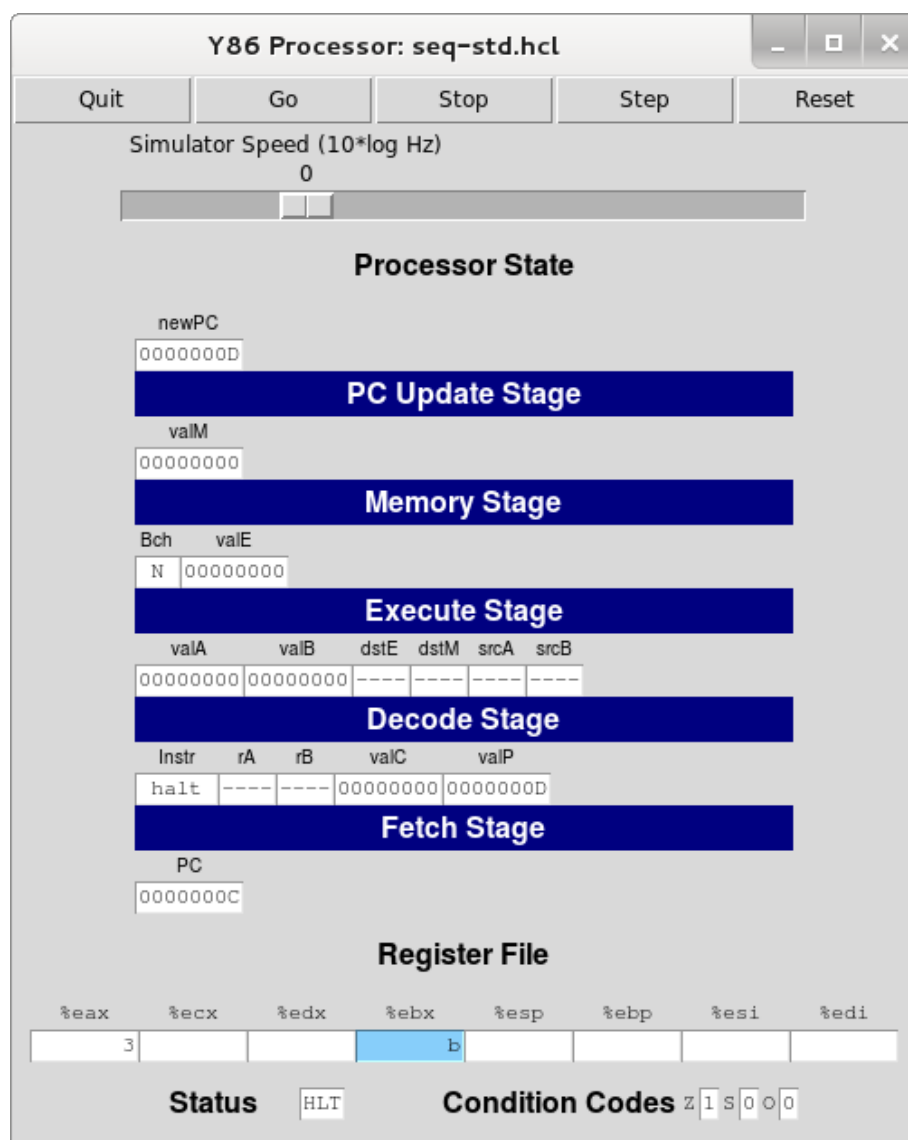 Y86 Processor: seq-std.hcl
Quit Go Stop Step Reset
Simulator Speed (10*log Hz)
0
Processor State
newPC
0000000D
PC Update Stage
valM
00000000
Memory Stage
Bch valE
N 00000000
Execute Stage
valA valB dstE dstM srcA srcB
00000000 00000000 ---- ---- ---- ----
Decode Stage
Instr rA rB valC valP
halt ---- ---- 00000000 0000000D
Fetch Stage
PC
0000000C
Register File
%eax %ecx %edx %ebx %esp %ebp %esi %edi
3 b
Status HLT Condition Codes Z 1 S 0 O 0